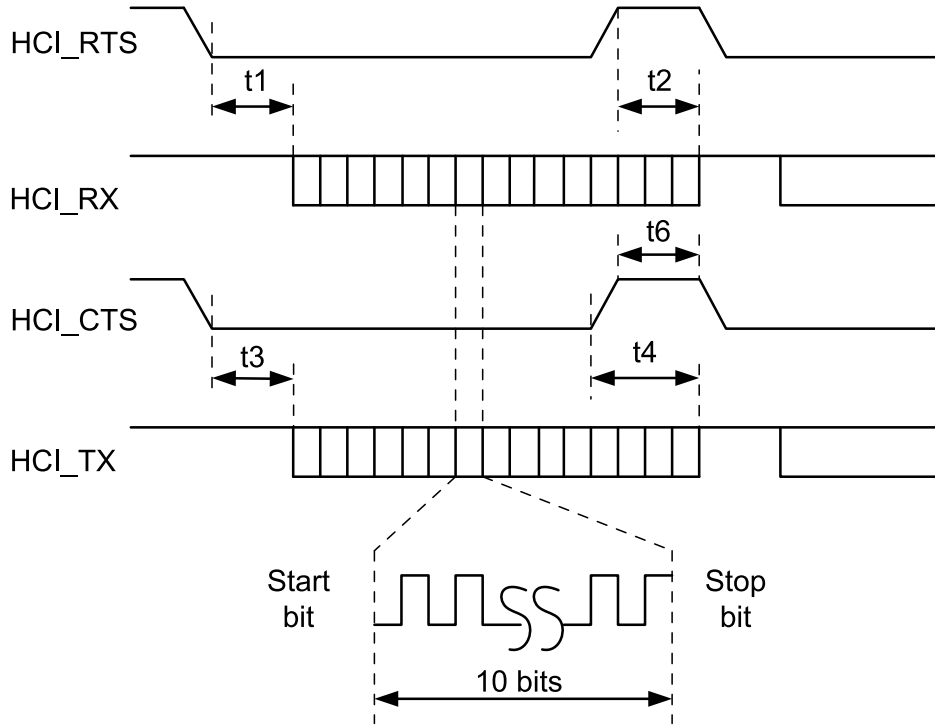 HCI_RTS
t1
t2
HCI_RX
t6
HCI_CTS
t3
t4
HCI_TX
Start
bit
Stop
bit
10 bits